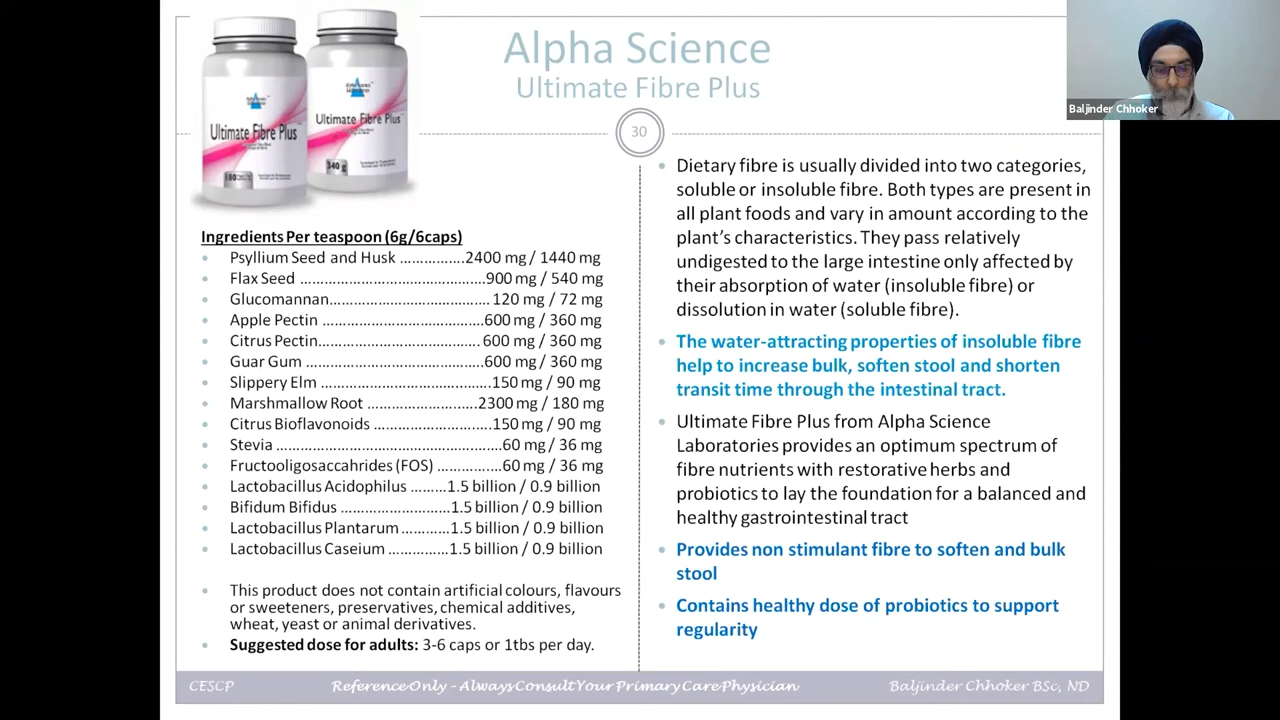 Alpha Science
Ultimate Fibre Plus
30
Baljinder Chhoker
Ultimate Fibre Plus
180
Ultimate Fibre Plus
340 g
Ingredients Per teaspoon (6g/6caps)
Psyllium Seed and Husk …………….2400 mg / 1440 mg
Flax Seed ……………………………………….900 mg / 540 mg
Glucomannan………………………………….. 120 mg / 72 mg
Apple Pectin ………………………………….600 mg / 360 mg
Citrus Pectin…………………………………. 600 mg / 360 mg
Guar Gum ……………………………………..600 mg / 360 mg
Slippery Elm …………………………………...150 mg / 90 mg
Marshmallow Root ……………………..2300 mg / 180 mg
Citrus Bioflavonoids ………………………...150 mg / 90 mg
Stevia ………………………………………………..60 mg / 36 mg
Fructooligosaccahrides (FOS) …………….60 mg / 36 mg
Lactobacillus Acidophilus ………1.5 billion / 0.9 billion
Bifidum Bifidus ………………………1.5 billion / 0.9 billion
Lactobacillus Plantarum …………1.5 billion / 0.9 billion
Lactobacillus Caseium ……………1.5 billion / 0.9 billion
This product does not contain artificial colours, flavours
or sweeteners, preservatives, chemical additives,
wheat, yeast or animal derivatives.
Suggested dose for adults: 3-6 caps or 1tbs per day.
Dietary fibre is usually divided into two categories,
soluble or insoluble fibre. Both types are present in
all plant foods and vary in amount according to the
plant’s characteristics. They pass relatively
undigested to the large intestine only affected by
their absorption of water (insoluble fibre) or
dissolution in water (soluble fibre).
The water-attracting properties of insoluble fibre
help to increase bulk, soften stool and shorten
transit time through the intestinal tract.
Ultimate Fibre Plus from Alpha Science
Laboratories provides an optimum spectrum of
fibre nutrients with restorative herbs and
probiotics to lay the foundation for a balanced and
healthy gastrointestinal tract
Provides non stimulant fibre to soften and bulk
stool
Contains healthy dose of probiotics to support
regularity
CESCP
Reference Only – Always Consult Your Primary Care Physician
Baljinder Chhoker BSc, ND